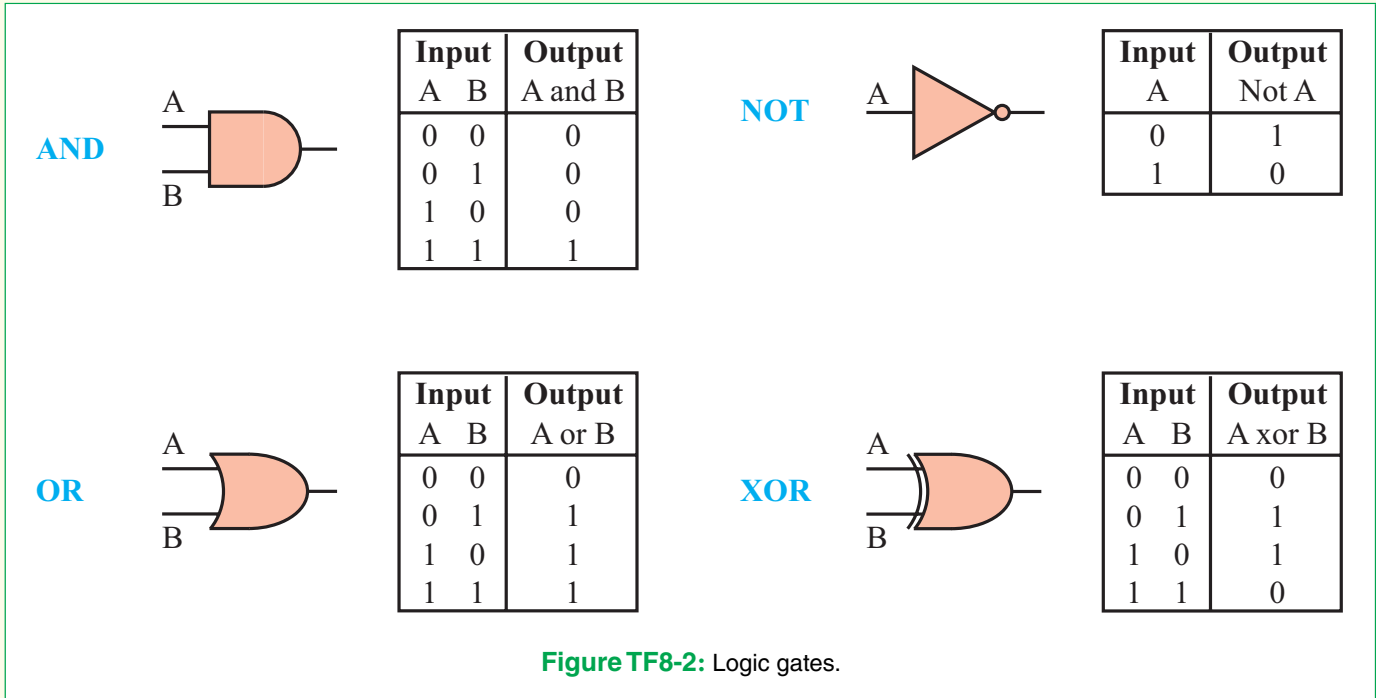 AND
A
B
Input Output
A B A and B
0 0 0
0 1 0
1 0 0
1 1 1
NOT
A
Input Output
A Not A
0 1
1 0
OR
A
B
Input Output
A B A or B
0 0 0
0 1 1
1 0 1
1 1 1
XOR
A
B
Input Output
A B A xor B
0 0 0
0 1 1
1 0 1
1 1 0
Figure TF8-2: Logic gates.